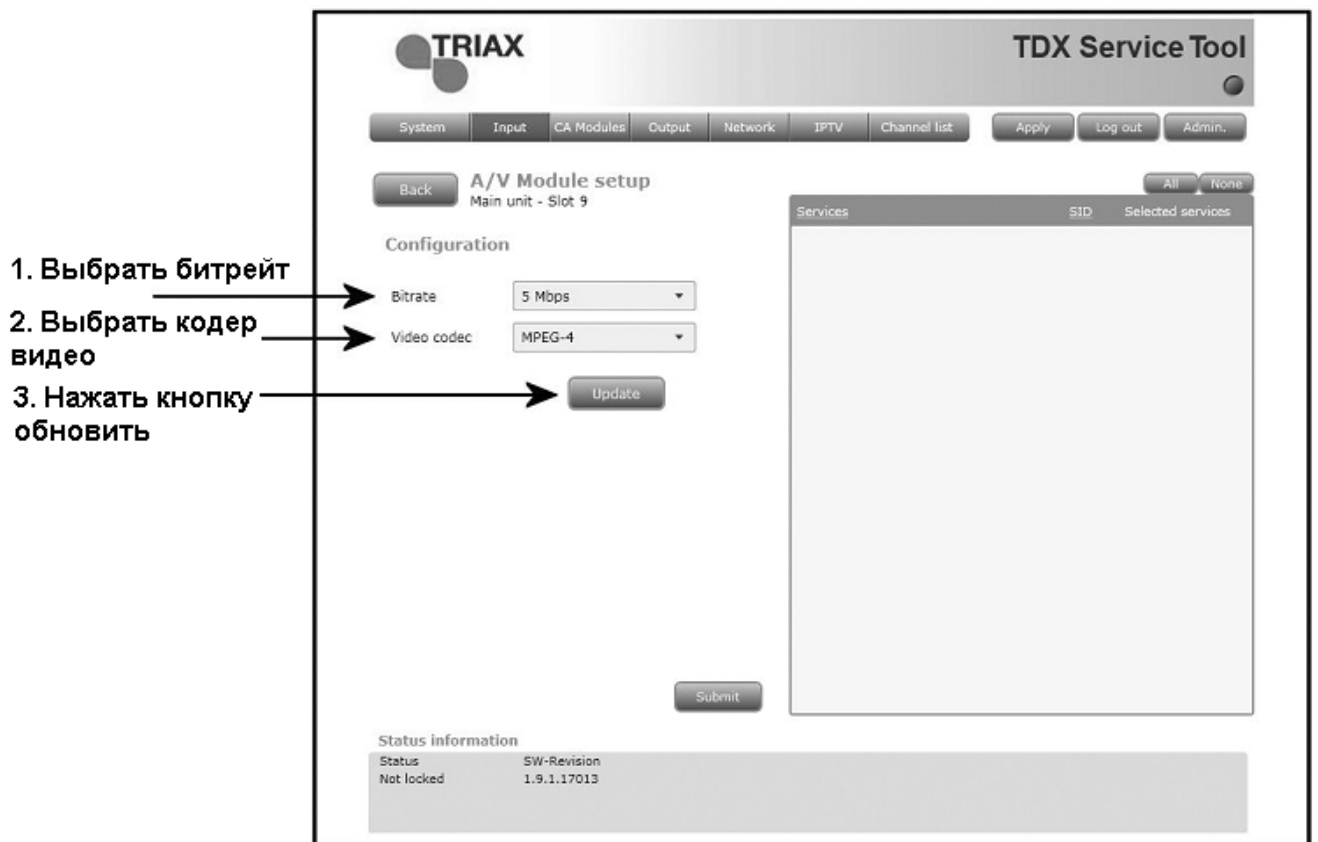 TRIAX
TDX Service Tool
System Input CA Modules Output Network IPTV Channel list Apply Log out Admin.
Back
A/V Module setup
Main unit - Slot 9
All None
Services SID Selected services
Configuration
1. Выбрать битрейт
Bitrate 5 Mbps
2. Выбрать кодер
видео
Video codec MPEG-4
3. Нажать кнопку
обновить
Update
Submit
Status information
Status SW-Revision
Not locked 1.9.1.17013